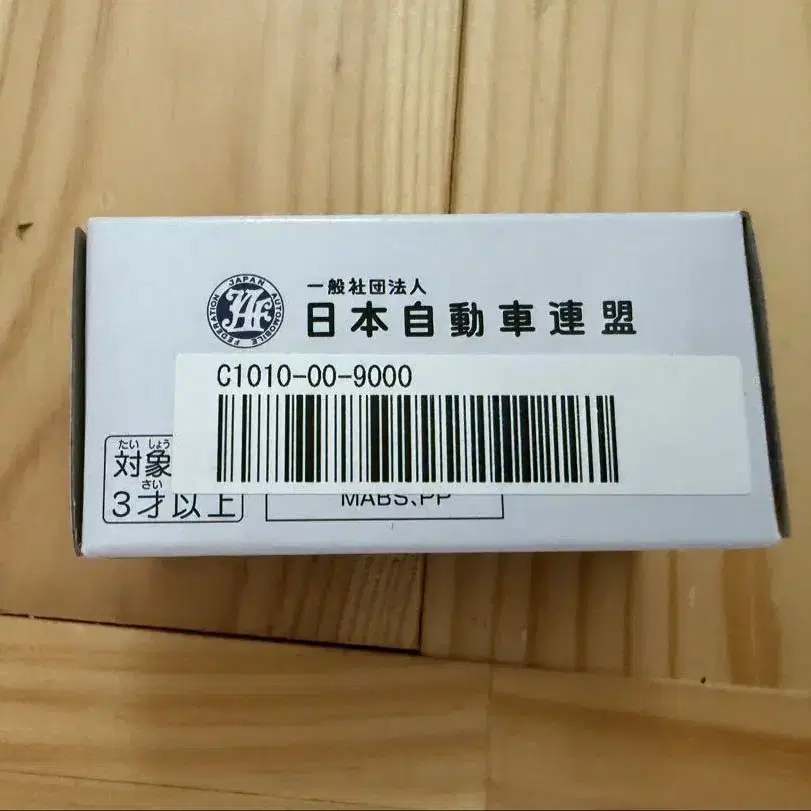 JAPAN AUTOMOBILE FEDERATION
JAF
一般社団法人
日本自動車連盟
C1010-00-9000
たい しょう
対象
さい
3才以上
MABS、PP